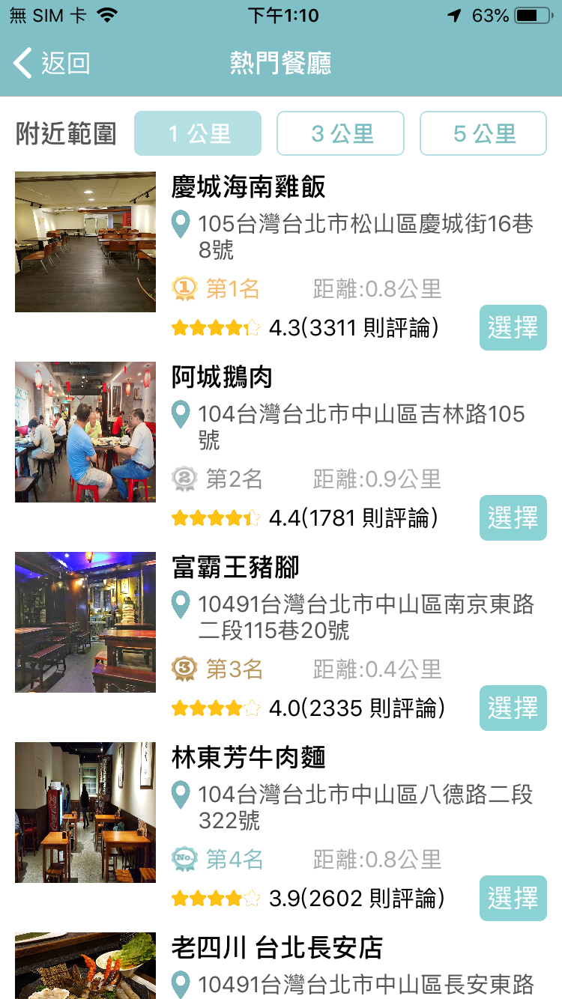 無 SIM 卡
下午1:10
63%
返回
熱門餐廳
附近範圍
1 公里
3 公里
5 公里
慶城海南雞飯
105台灣台北市松山區慶城街16巷
8號
1
第1名
距離:0.8公里
4.3(3311 則評論)
選擇
阿城鵝肉
104台灣台北市中山區吉林路105
號
2
第2名
距離:0.9公里
4.4(1781 則評論)
選擇
富霸王豬腳
10491台灣台北市中山區南京東路
二段115巷20號
3
第3名
距離:0.4公里
4.0(2335 則評論)
選擇
林東芳牛肉麵
104台灣台北市中山區八德路二段
322號
No.
第4名
距離:0.8公里
3.9(2602 則評論)
選擇
老四川 台北長安店
10491台灣台北市中山區長安東路